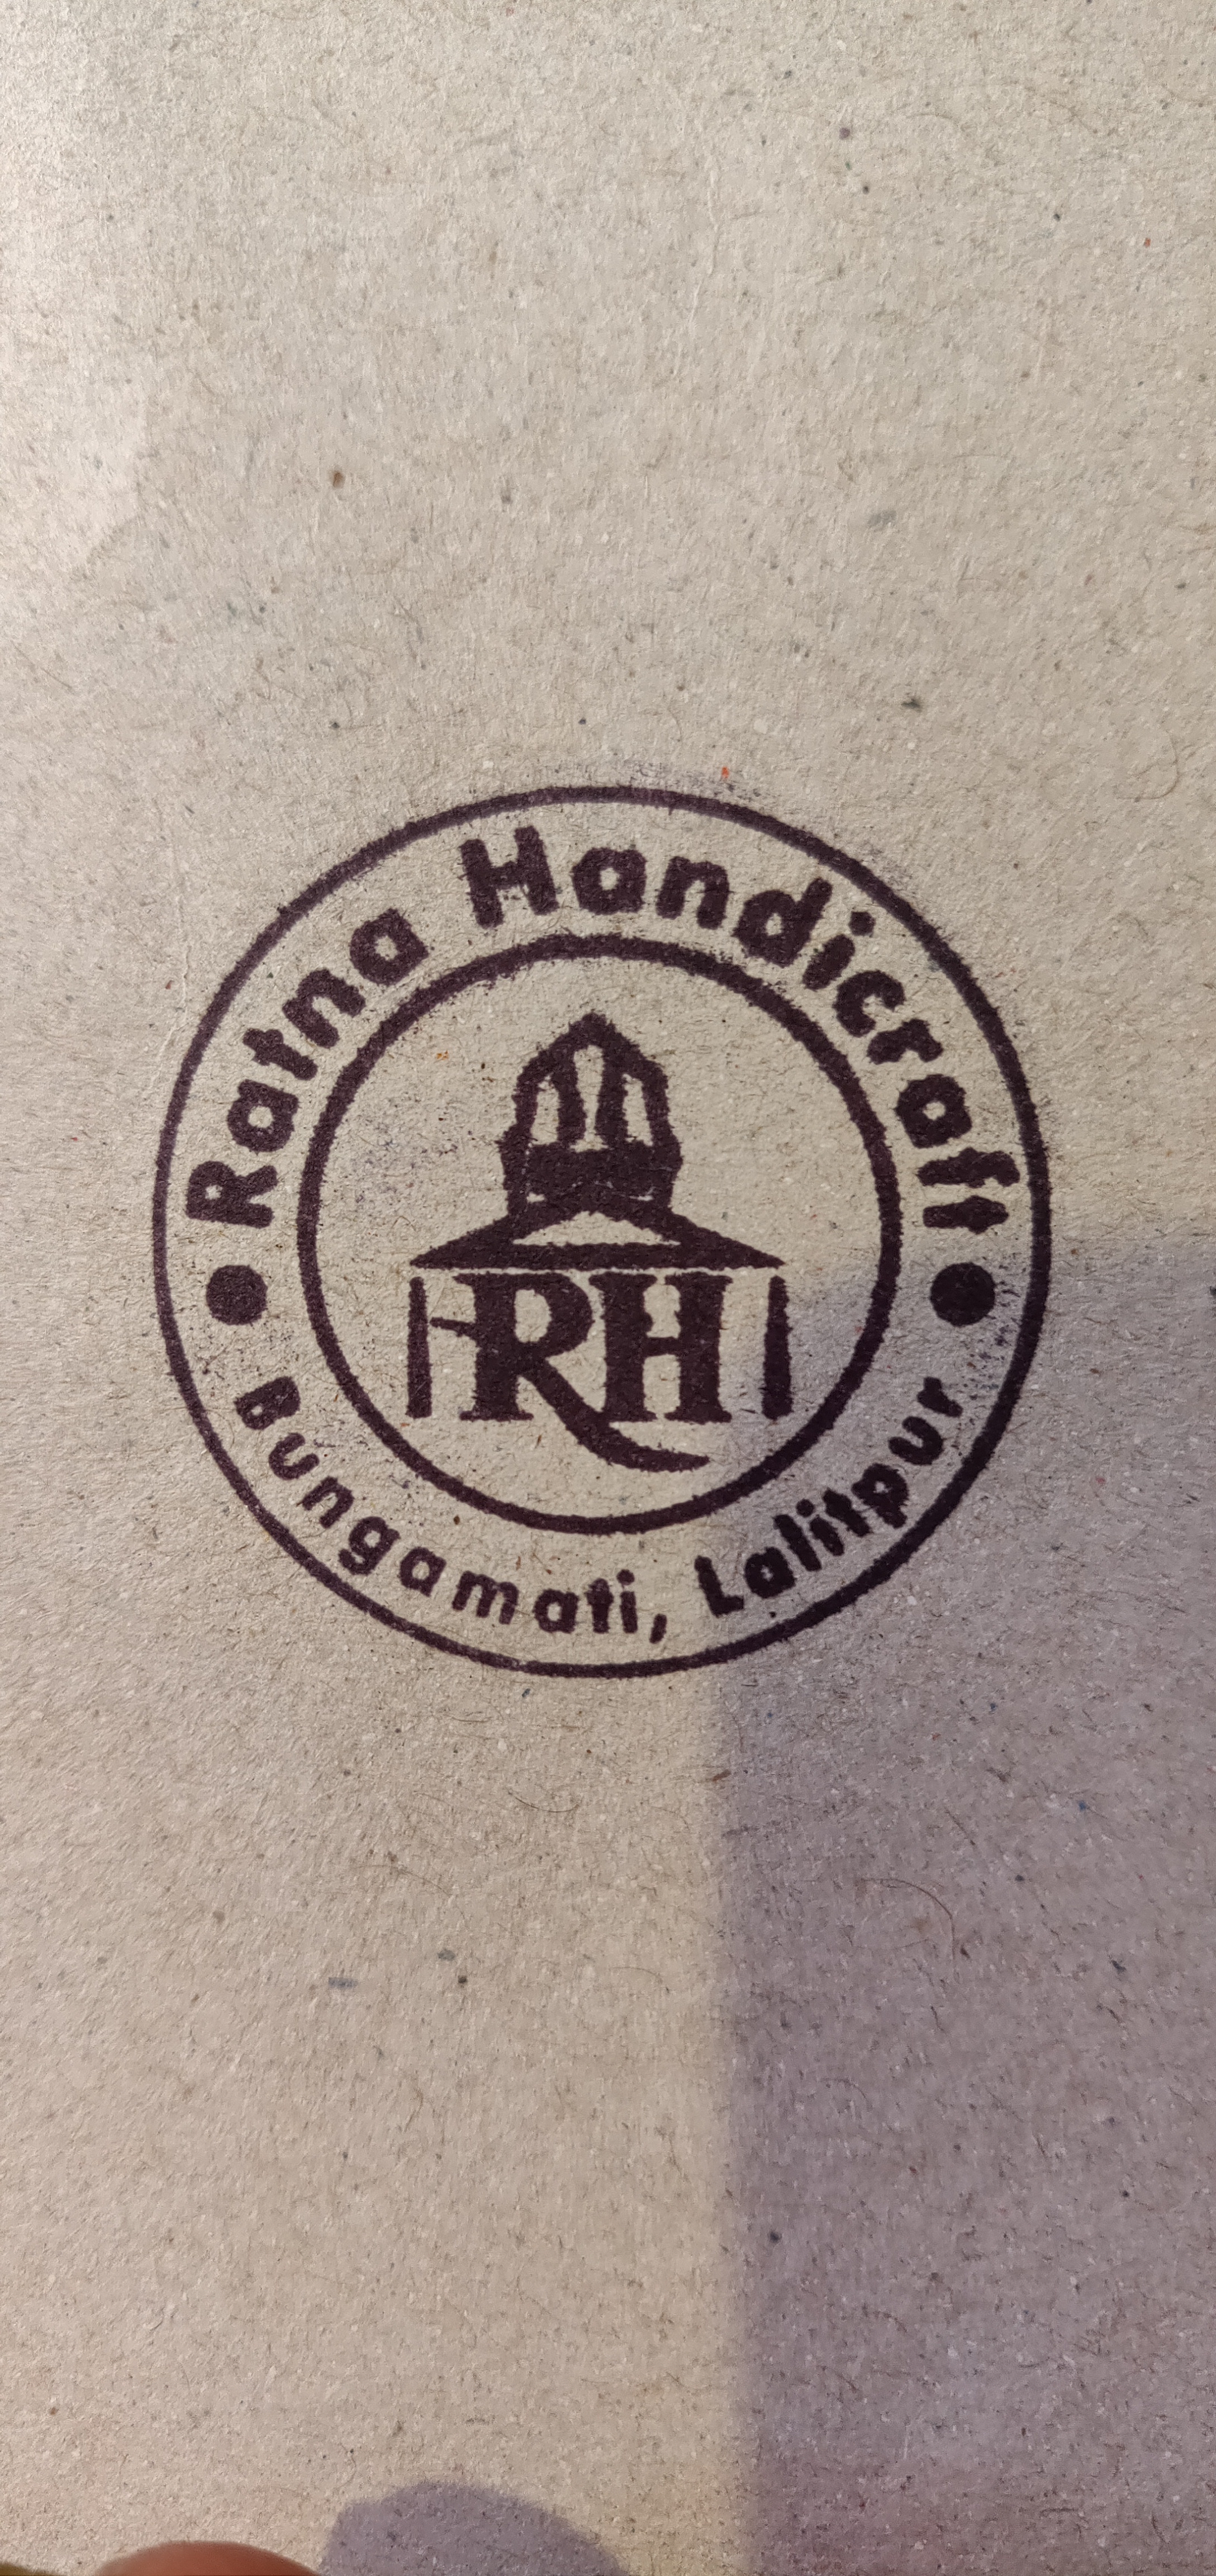 Ratna Handicraft
RH
Bungamati, Lalitpur